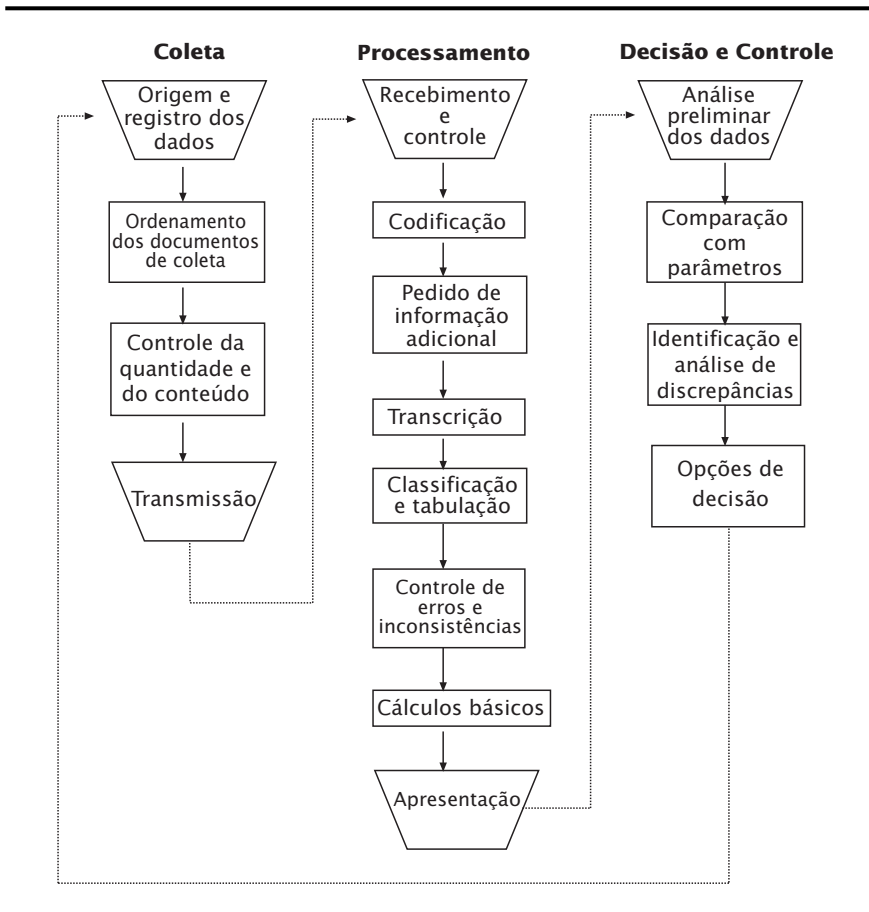 Coleta
Origem e
registro dos
dados
Ordenamento
dos documentos
de coleta
Controle da
quantidade e
do conteúdo
Transmissão
Processamento
Recebimento
e
controle
Codificação
Pedido de
informação
adicional
Transcrição
Classificação
e tabulação
Controle de
erros e
inconsistências
Cálculos básicos
Apresentação
Decisão e Controle
Análise
preliminar
dos dados
Comparação
com
parâmetros
Identificação e
análise de
discrepâncias
Opções de
decisão